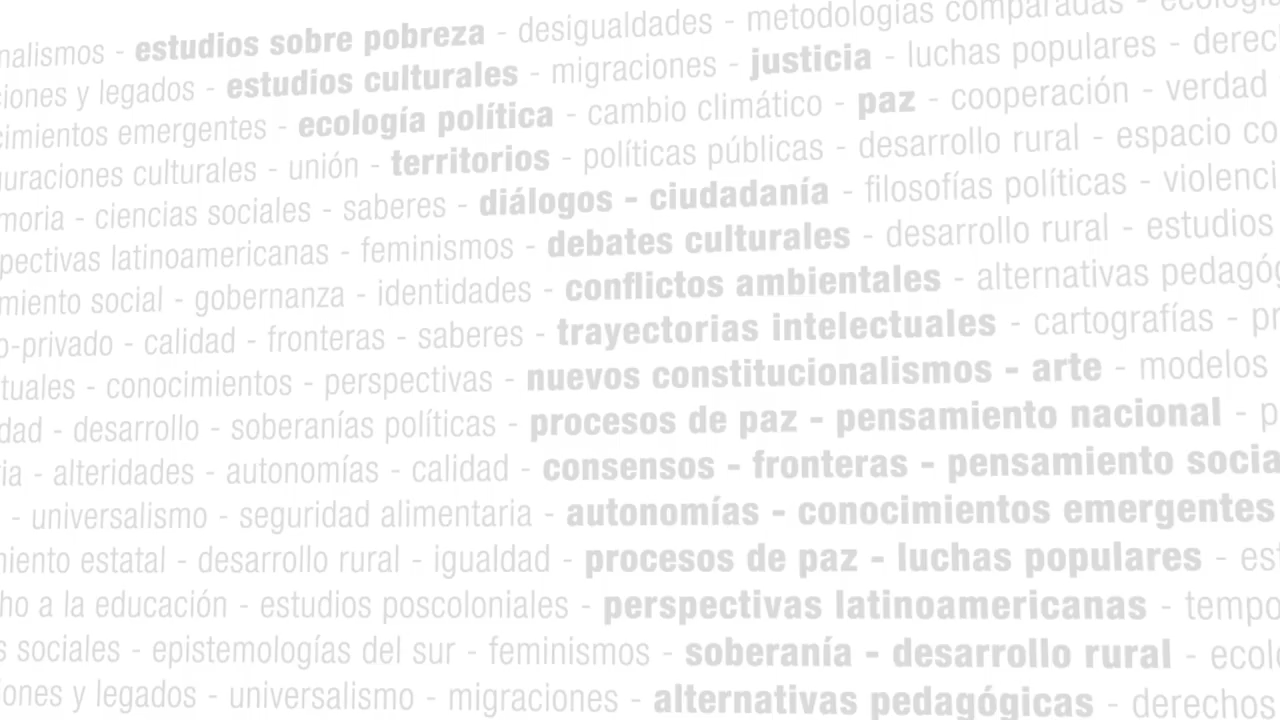 nalismos - estudios sobre pobreza - desigualdades - metodologías comparadas - ecología
ciones y legados - estudios culturales - migraciones - justicia - luchas populares - derec
cimientos emergentes - ecología política - cambio climático - paz - cooperación - verdad
uraciones culturales - unión - territorios - políticas públicas - desarrollo rural - espacio co
moria - ciencias sociales - saberes - diálogos - ciudadanía - filosofías políticas - violenci
pectivas latinoamericanas - feminismos - debates culturales - desarrollo rural - estudios
miento social - gobernanza - identidades - conflictos ambientales - alternativas pedagóg
o-privado - calidad - fronteras - saberes - trayectorias intelectuales - cartografías - pr
tuales - conocimientos - perspectivas - nuevos constitucionalismos - arte - modelos
dad - desarrollo - soberanías políticas - procesos de paz - pensamiento nacional - p
ia - alteridades - autonomías - calidad - consensos - fronteras - pensamiento socia
- universalismo - seguridad alimentaria - autonomías - conocimientos emergentes
niento estatal - desarrollo rural - igualdad - procesos de paz - luchas populares - est
ho a la educación - estudios poscoloniales - perspectivas latinoamericanas - tempo
s sociales - epistemologías del sur - feminismos - soberanía - desarrollo rural - ecol
iones y legados - universalismo - migraciones - alternativas pedagógicas - derechos